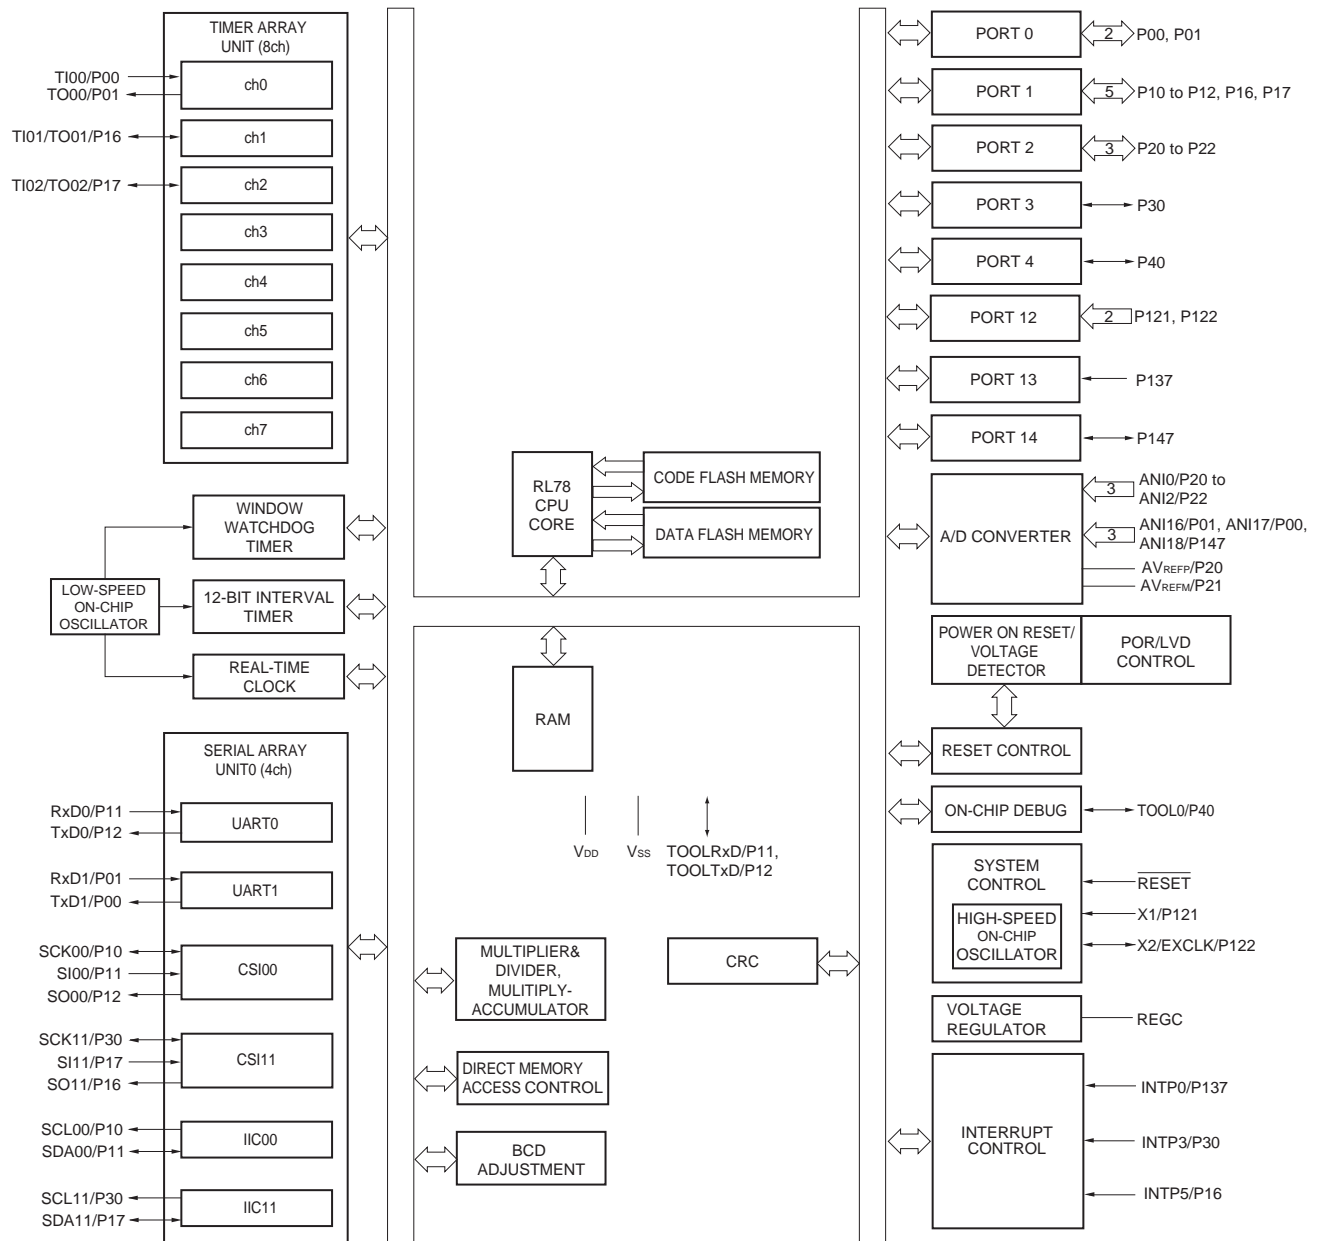 TIMER ARRAY
UNIT (8ch)
TI00/P00
TO00/P01
ch0
TI01/TO01/P16
ch1
TI02/TO02/P17
ch2
ch3
ch4
ch5
ch6
ch7
WINDOW
WATCHDOG
TIMER
LOW-SPEED
ON-CHIP
OSCILLATOR
12-BIT INTERVAL
TIMER
REAL-TIME
CLOCK
SERIAL ARRAY
UNIT0 (4ch)
RxD0/P11
TxD0/P12
UART0
RxD1/P01
TxD1/P00
UART1
SCK00/P10
SI00/P11
SO00/P12
CSI00
SCK11/P30
SI11/P17
SO11/P16
CSI11
SCL00/P10
SDA00/P11
IIC00
SCL11/P30
SDA11/P17
IIC11
RL78
CPU
CORE
CODE FLASH MEMORY
DATA FLASH MEMORY
RAM
VDD
VSS
TOOLRxD/P11,
TOOLTxD/P12
MULTIPLIER&
DIVIDER,
MULITIPLY-
ACCUMULATOR
CRC
DIRECT MEMORY
ACCESS CONTROL
BCD
ADJUSTMENT
PORT 0
2
P00, P01
PORT 1
5
P10 to P12, P16, P17
PORT 2
3
P20 to P22
PORT 3
P30
PORT 4
P40
PORT 12
2
P121, P122
PORT 13
P137
PORT 14
P147
A/D CONVERTER
3
ANI0/P20 to
ANI2/P22
3
ANI16/P01, ANI17/P00,
ANI18/P147
AVREFP/P20
AVREFM/P21
POWER ON RESET/
VOLTAGE
DETECTOR
POR/LVD
CONTROL
RESET CONTROL
ON-CHIP DEBUG
TOOL0/P40
SYSTEM
CONTROL
HIGH-SPEED
ON-CHIP
OSCILLATOR
RESET
X1/P121
X2/EXCLK/P122
VOLTAGE
REGULATOR
REGC
INTERRUPT
CONTROL
INTP0/P137
INTP3/P30
INTP5/P16